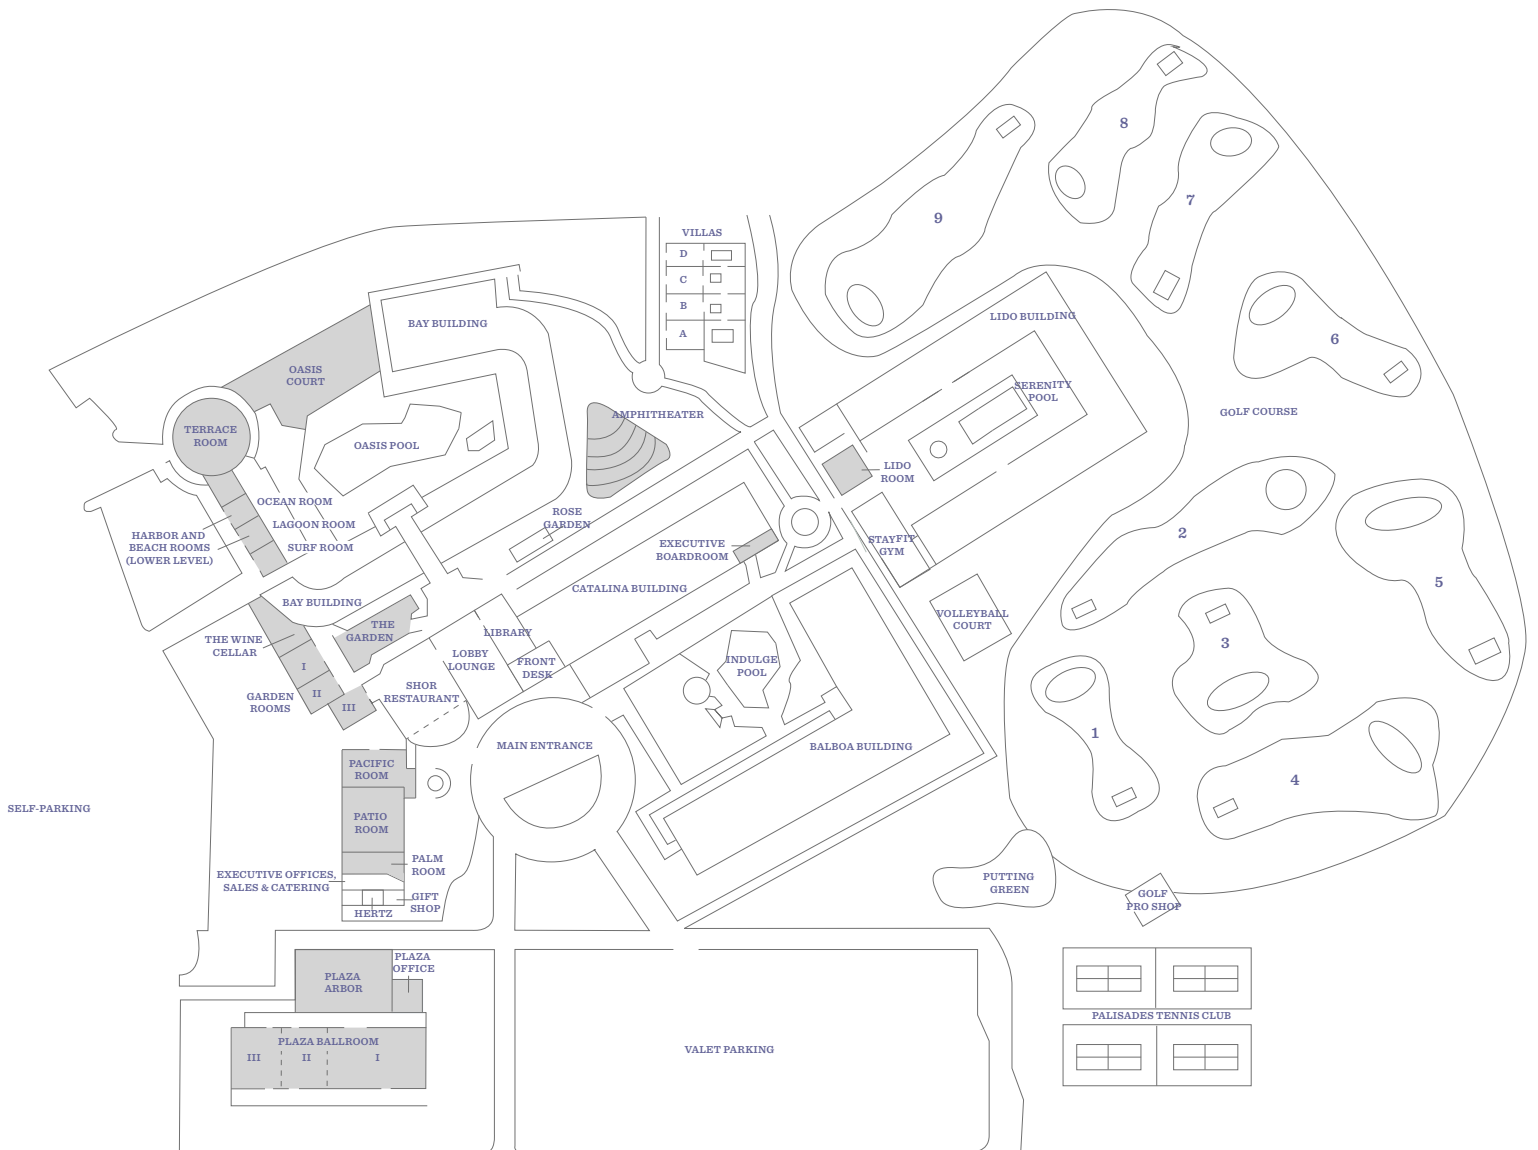 8
7
9
VILLAS
D
C
B
A
BAY BUILDING
LIDO BUILDING
6
OASIS
COURT
SERENITY
POOL
GOLF COURSE
AMPHITHEATER
TERRACE
ROOM
OASIS POOL
LIDO
ROOM
OCEAN ROOM
LAGOON ROOM
SURF ROOM
HARBOR AND
BEACH ROOMS
(LOWER LEVEL)
ROSE
GARDEN
EXECUTIVE
BOARDROOM
STAYFIT
GYM
2
5
CATALINA BUILDING
BAY BUILDING
THE
GARDEN
VOLLEYBALL
COURT
THE WINE
CELLAR
I
II
III
GARDEN
ROOMS
LIBRARY
LOBBY
LOUNGE
FRONT
DESK
INDULGE
POOL
3
SHOR
RESTAURANT
1
MAIN ENTRANCE
BALBOA BUILDING
PACIFIC
ROOM
4
SELF-PARKING
PATIO
ROOM
PALM
ROOM
EXECUTIVE OFFICES,
SALES & CATERING
GIFT
SHOP
HERTZ
PUTTING
GREEN
GOLF
PRO SHOP
PLAZA
OFFICE
PLAZA
ARBOR
PALISADES TENNIS CLUB
PLAZA BALLROOM
III
II
I
VALET PARKING